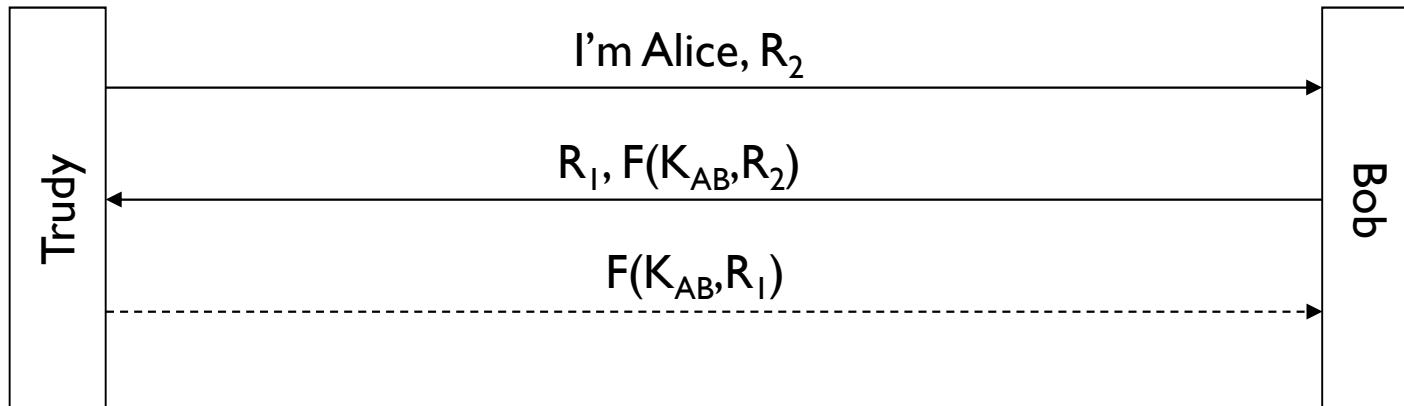 Trudy
I’m Alice, R₂
R₁, F(K_AB,R₂)
F(K_AB,R₁)
Bob